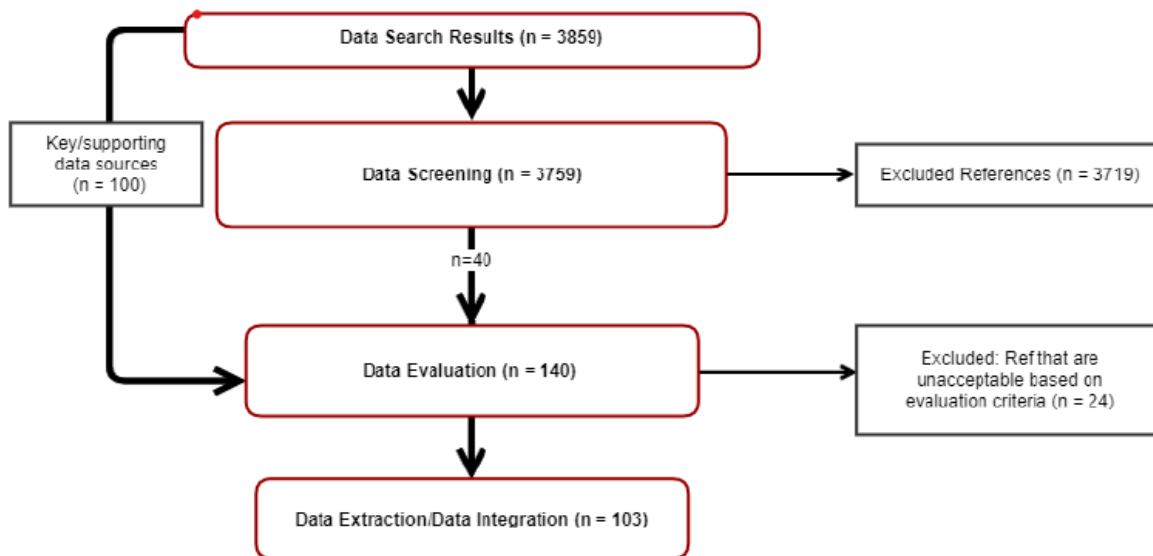 Data Search Results (n = 3859)
Key/supporting
data sources
(n = 100)
Data Screening (n = 3759)
Excluded References (n = 3719)
n=40
Data Evaluation (n = 140)
Excluded: Ref that are
unacceptable based on
evaluation criteria (n = 24)
Data Extraction/Data Integration (n = 103)